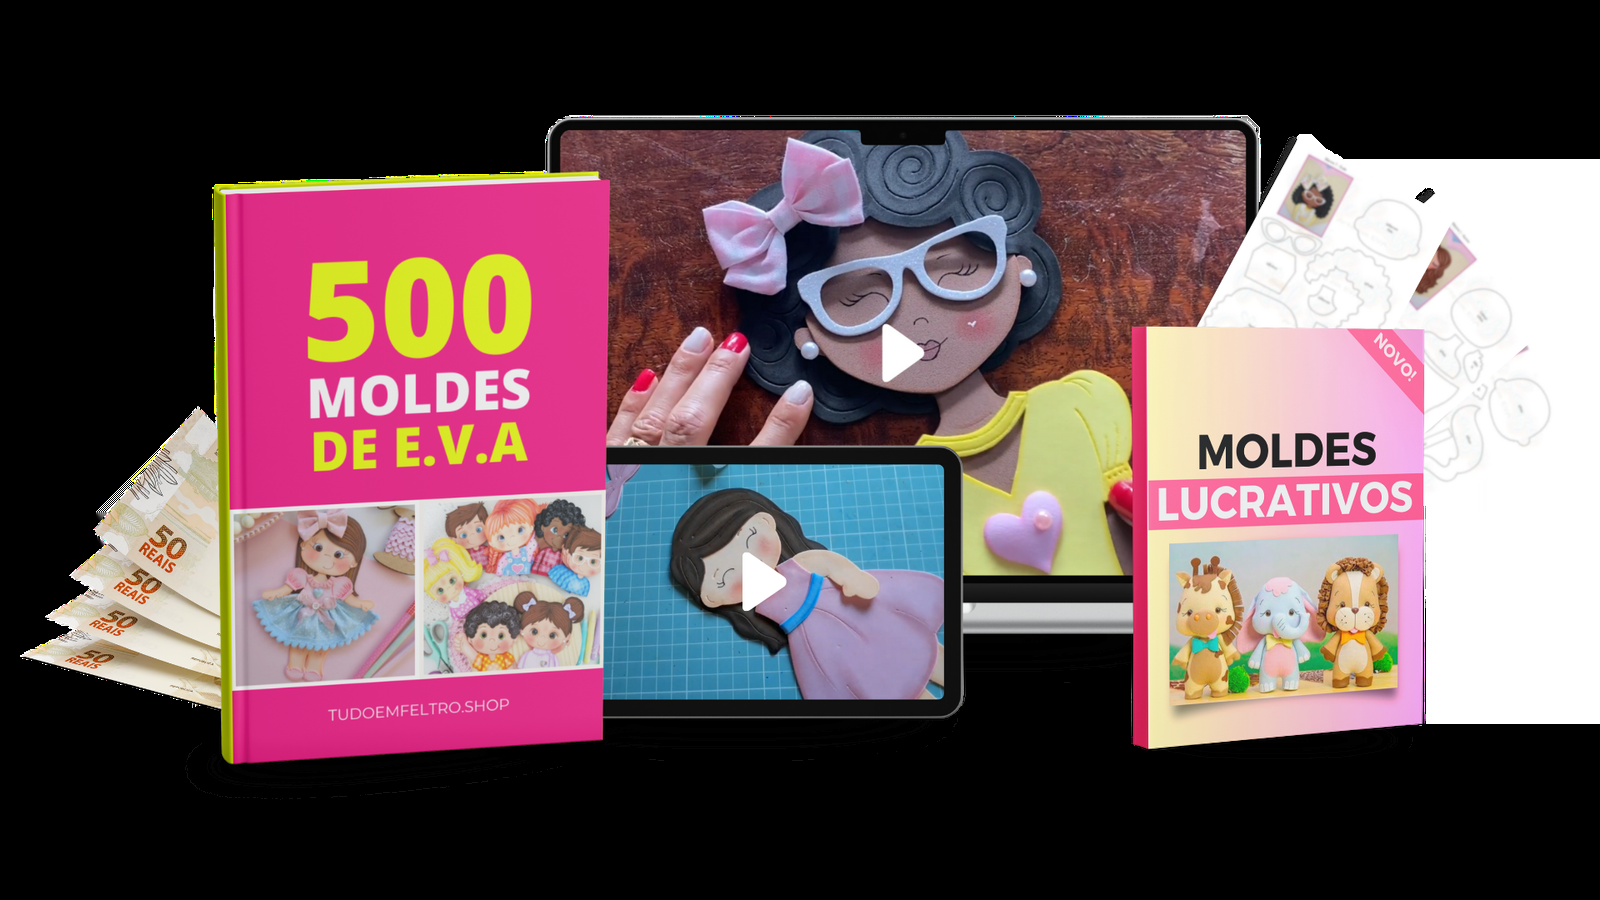 500
MOLDES
DE E.V.A
TUDOEMFELTRO.SHOP
50
REAIS
50
REAIS
50
REAIS
50
REAIS
NOVO!
MOLDES
LUCRATIVOS